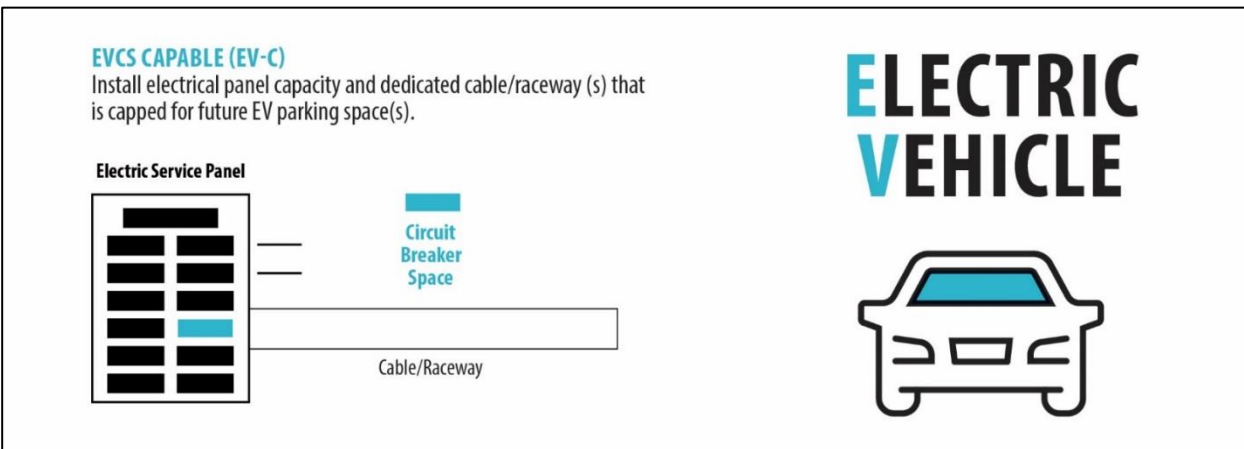 EVCS CAPABLE (EV-C)
Install electrical panel capacity and dedicated cable/raceway (s) that
is capped for future EV parking space(s).
Electric Service Panel
Circuit
Breaker
Space
Cable/Raceway
ELECTRIC
VEHICLE